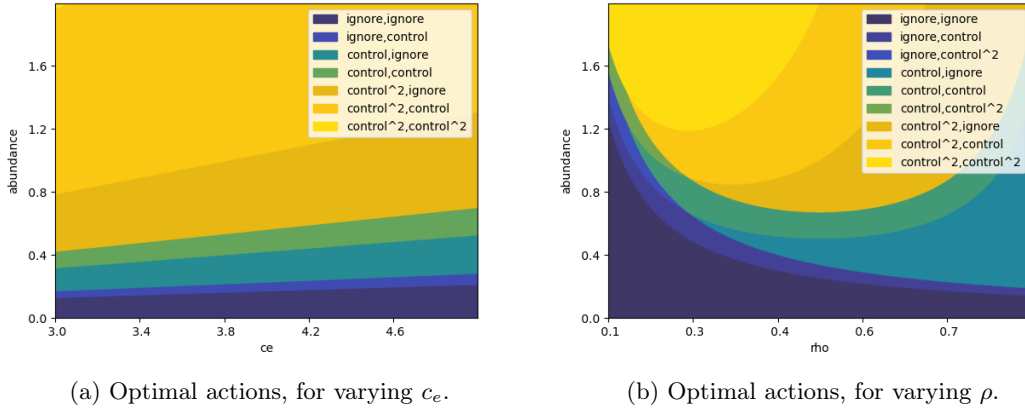 ignore,ignore
ignore,control
control,ignore
control,control
control^2,ignore
control^2,control
control^2,control^2
1.6
1.2
0.8
0.4
0.0
abundance
3.0 3.4 3.8 4.2 4.6
ce
(a) Optimal actions, for varying cₑ.
ignore,ignore
ignore,control
ignore,control^2
control,ignore
control,control
control,control^2
control^2,ignore
control^2,control
control^2,control^2
1.6
1.2
0.8
0.4
0.0
abundance
0.1 0.3 0.4 0.6 0.7
rho
(b) Optimal actions, for varying ρ.